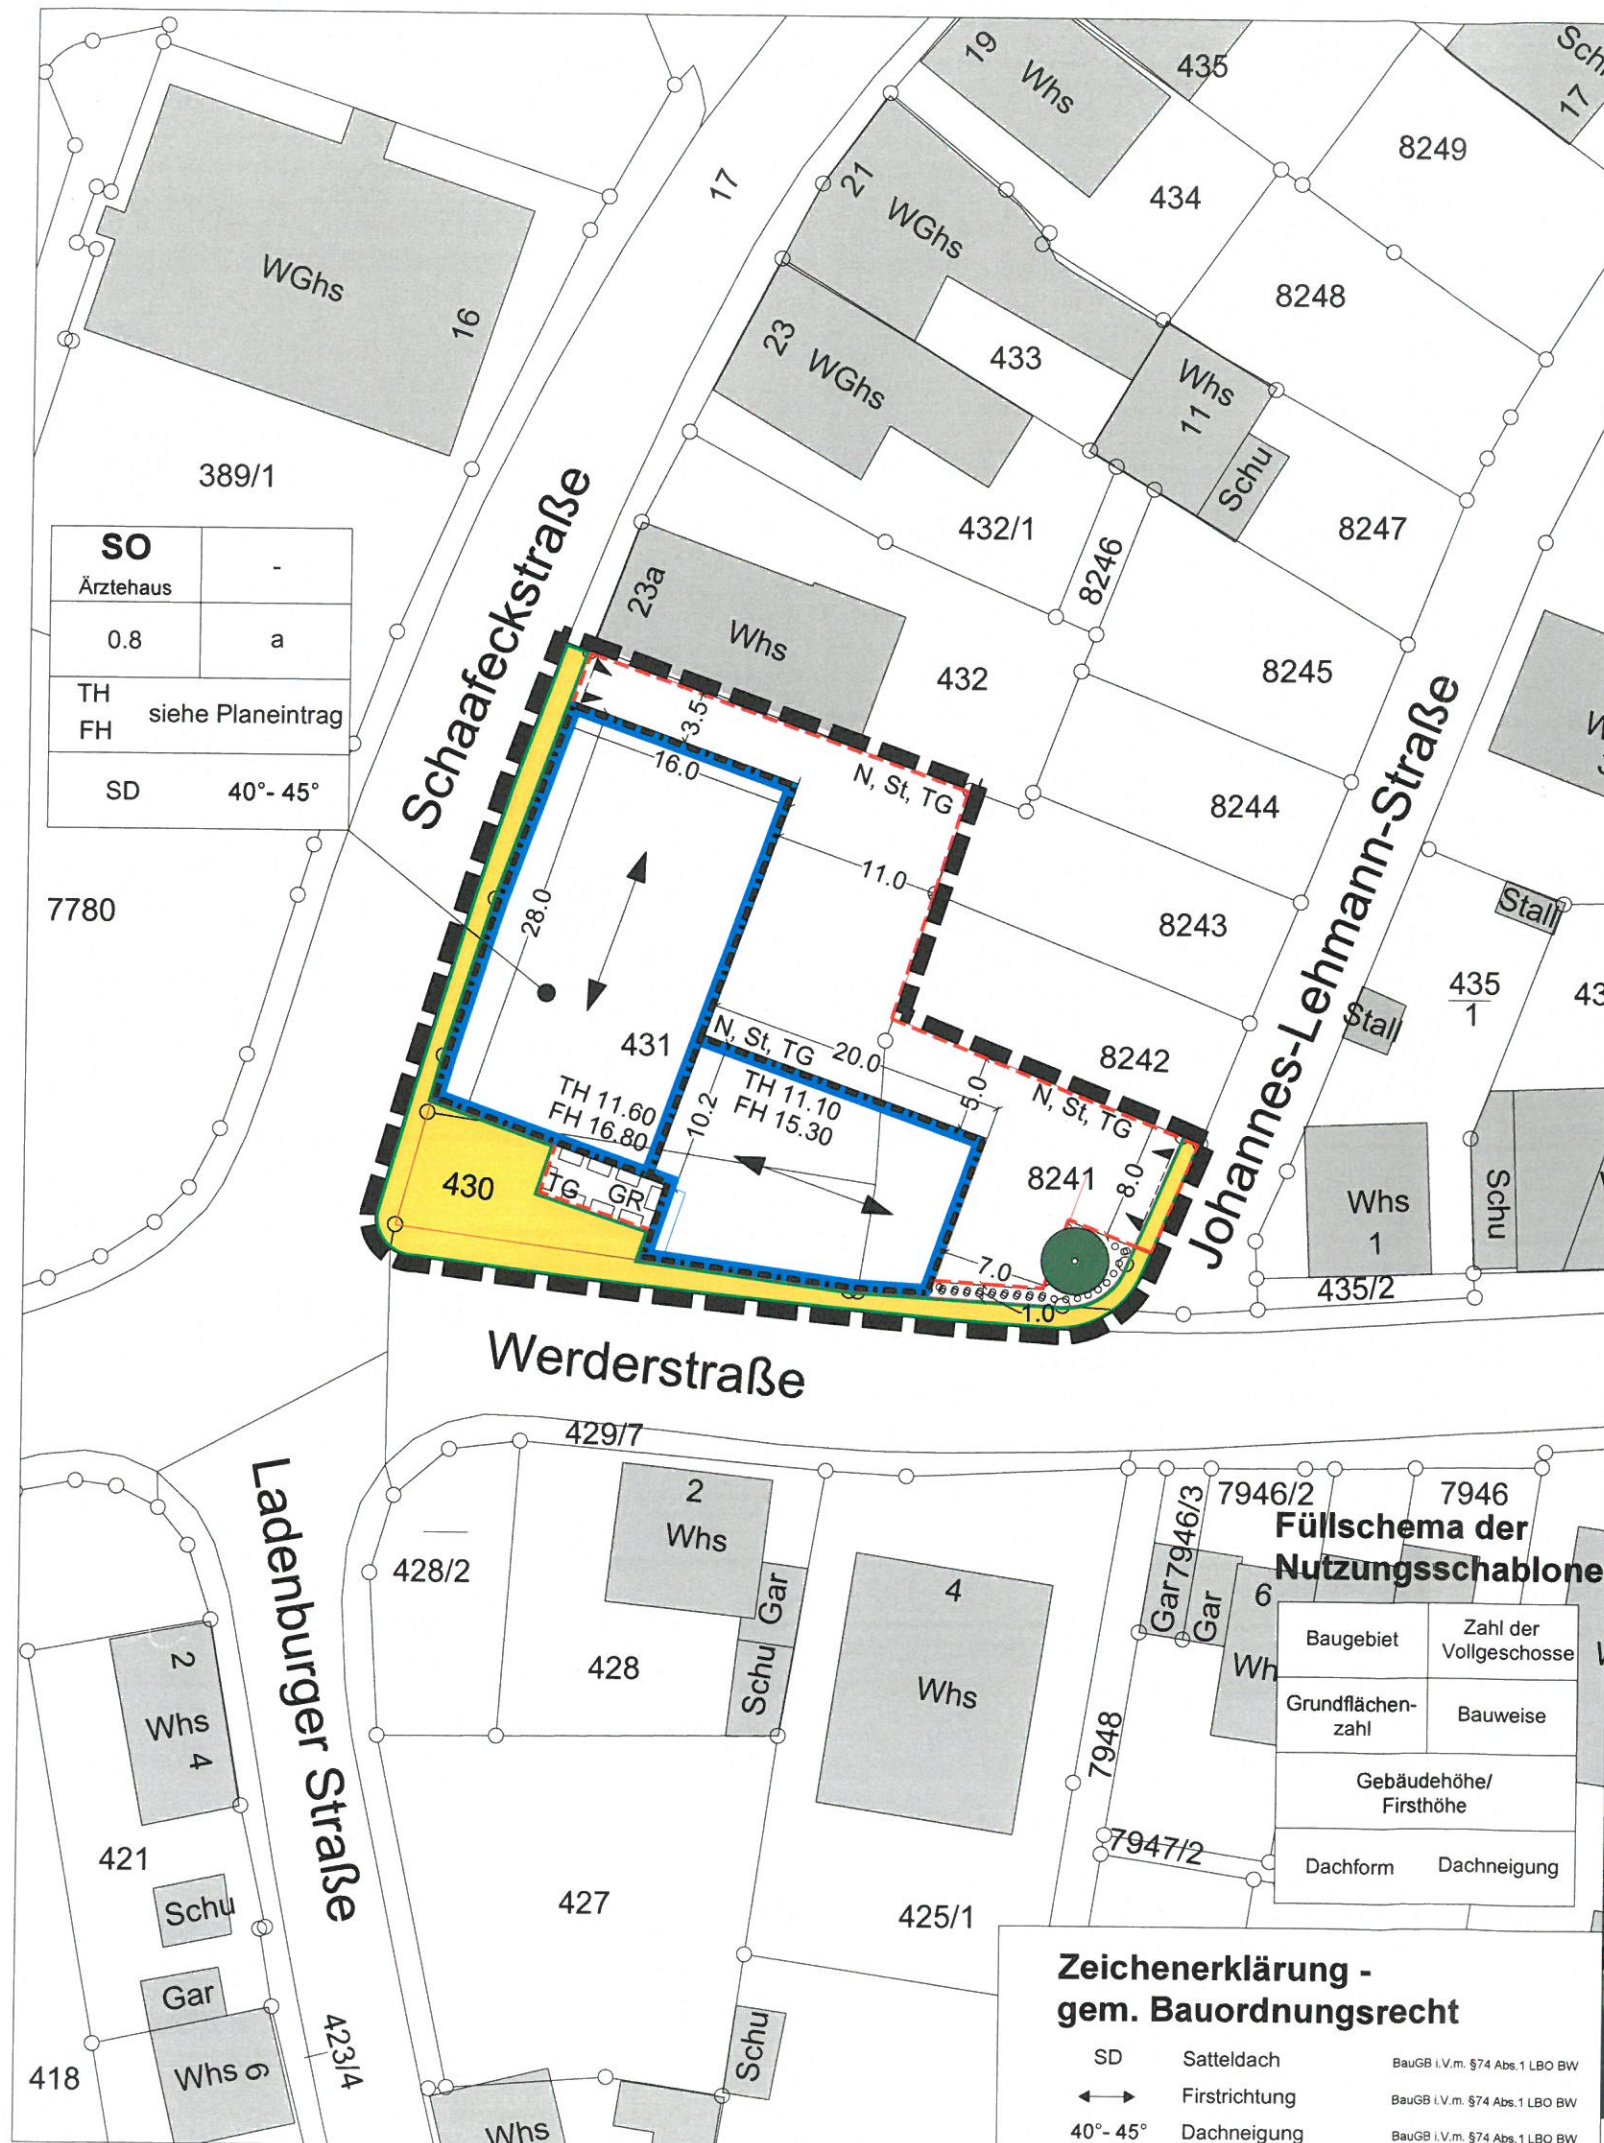 19
Whs
435
17
8249
21
WGhs
434
17
WGhs
16
8248
23
WGhs
433
Whs
11
Schu
389/1
432/1
8246
8247
SO
Ärztehaus
-
0.8
a
TH
FH
siehe Planeintrag
SD
40°- 45°
Schaafeckstraße
23a
Whs
432
8245
3.5
16.0
N, St, TG
8244
7780
28.0
11.0
8243
Stall
Johannes-Lehmann-Straße
435
1
Stall
431
N, St, TG
20.0
8242
TH 11.60
FH 16.80
10.2
TH 11.10
FH 15.30
5.0
N, St, TG
430
TG
GR
8241
8.0
Whs
1
Schu
7.0
1.0
435/2
Werderstraße
429/7
Ladenburger Straße
428/2
2
Whs
Gar
Schu
428
4
Whs
7946/3
7946/2
7946
Gar
Gar
6
Füllschema der
Nutzungsschablone
Baugebiet
Zahl der
Vollgeschosse
Grundflächen-
zahl
Bauweise
Gebäudehöhe/
Firsthöhe
Dachform
Dachneigung
2
Whs
4
7948
7947/2
421
Schu
427
425/1
Gar
418
Whs
6
423/4
Schu
Whs
Zeichenerklärung -
gem. Bauordnungsrecht
SD
Satteldach
BauGB i.V.m. §74 Abs.1 LBO BW
Firstrichtung
BauGB i.V.m. §74 Abs.1 LBO BW
40°- 45°
Dachneigung
BauGB i.V.m. §74 Abs.1 LBO BW